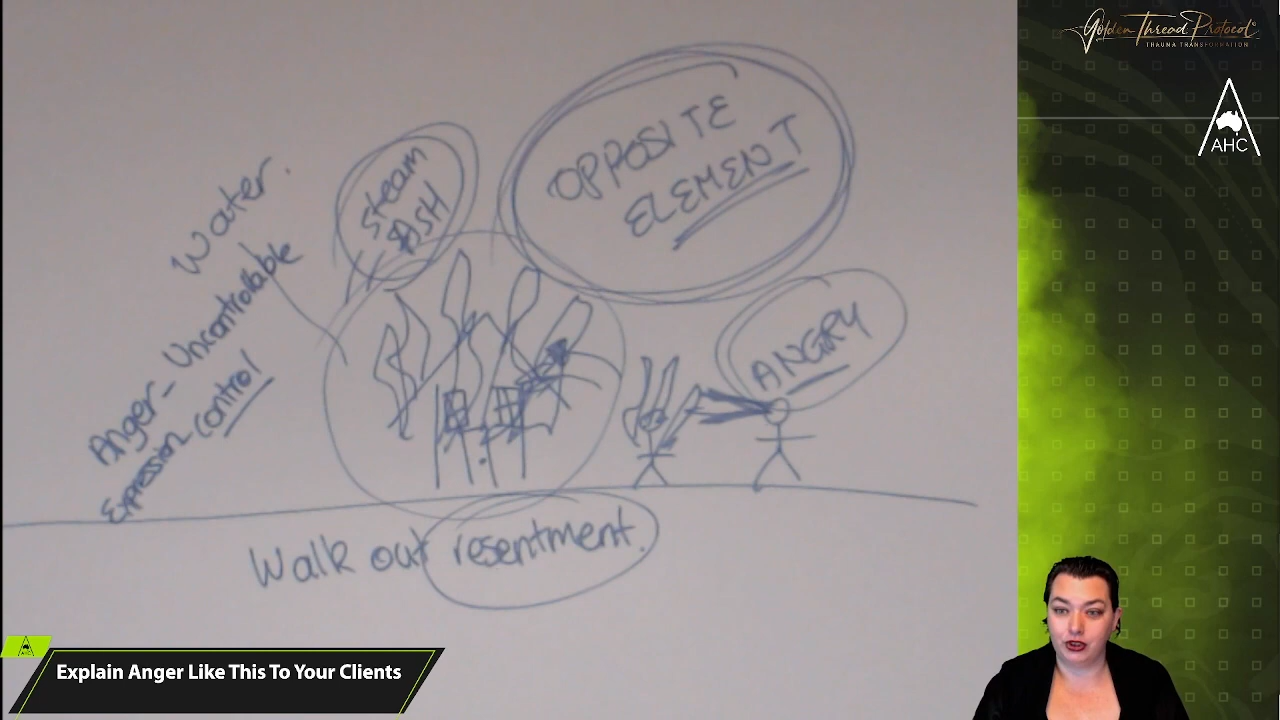 Golden Thread Protocol
TRAUMA TRANSFORMATION
AHC
OPPOSITE
ELEMENT
Steam
ASH
Water.
Anger - Uncontrollable
Expression Control
ANGRY
Walk out resentment.
Explain Anger Like This To Your Clients